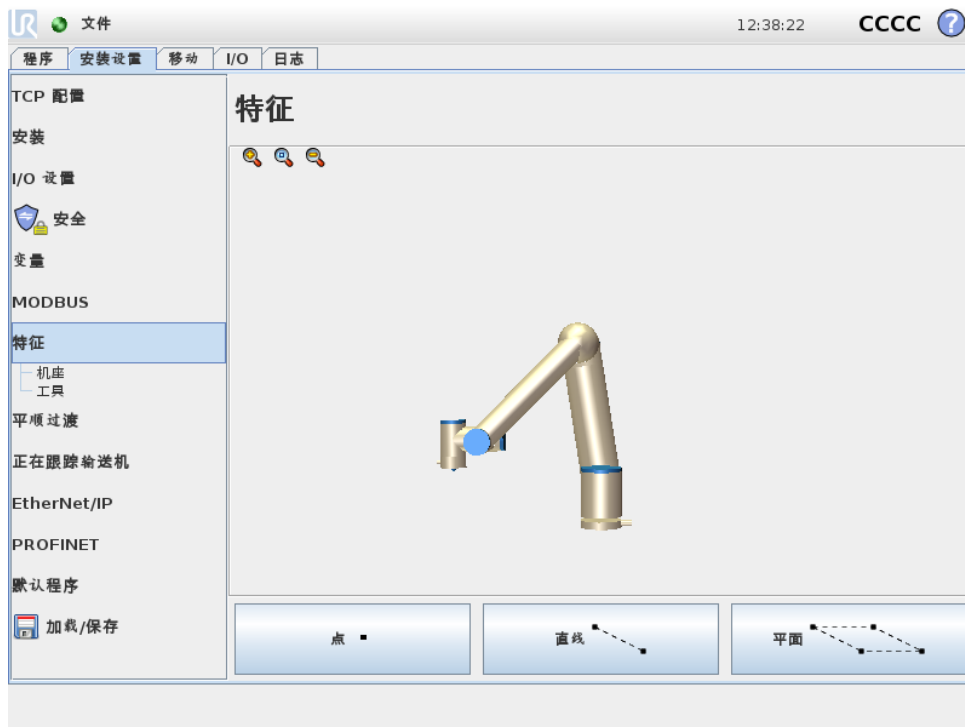 UR 文件 12:38:22 CCCC ?
程序 安装设置 移动 I/O 日志
TCP 配置
安装
I/O 设置
安全
变量
MODBUS
特征
机座
工具
平顺过渡
正在跟踪输送机
EtherNet/IP
PROFINET
默认程序
加载/保存
特征
点
直线
平面